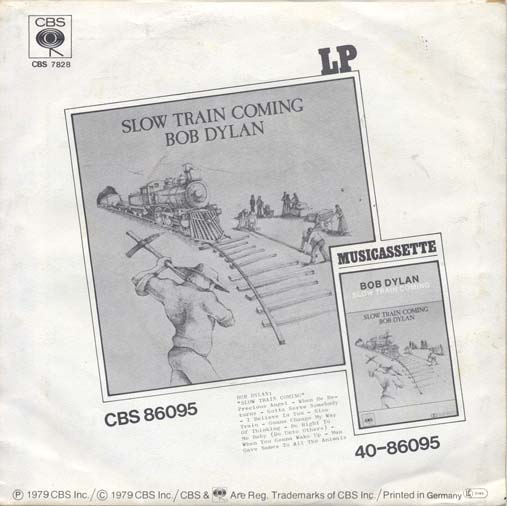 CBS
CBS 7828
LP
SLOW TRAIN COMING
BOB DYLAN
MUSICASSETTE
BOB DYLAN
SLOW TRAIN COMING
SLOW TRAIN COMING
BOB DYLAN
CBS 86095
BOB DYLAN:
"SLOW TRAIN COMING"
Precious Angel - When He Re-
turns - Gotta Serve Somebody
- I Believe In You - Slow
Train - Gonna Change My Way
Of Thinking - Do Right To
Me Baby (Do Unto Others) -
When You Gonna Wake Up - Man
Gave Names To All The Animals
40-86095
℗ 1979 CBS Inc./© 1979 CBS Inc./CBS & Are Reg. Trademarks of CBS Inc./Printed in Germany